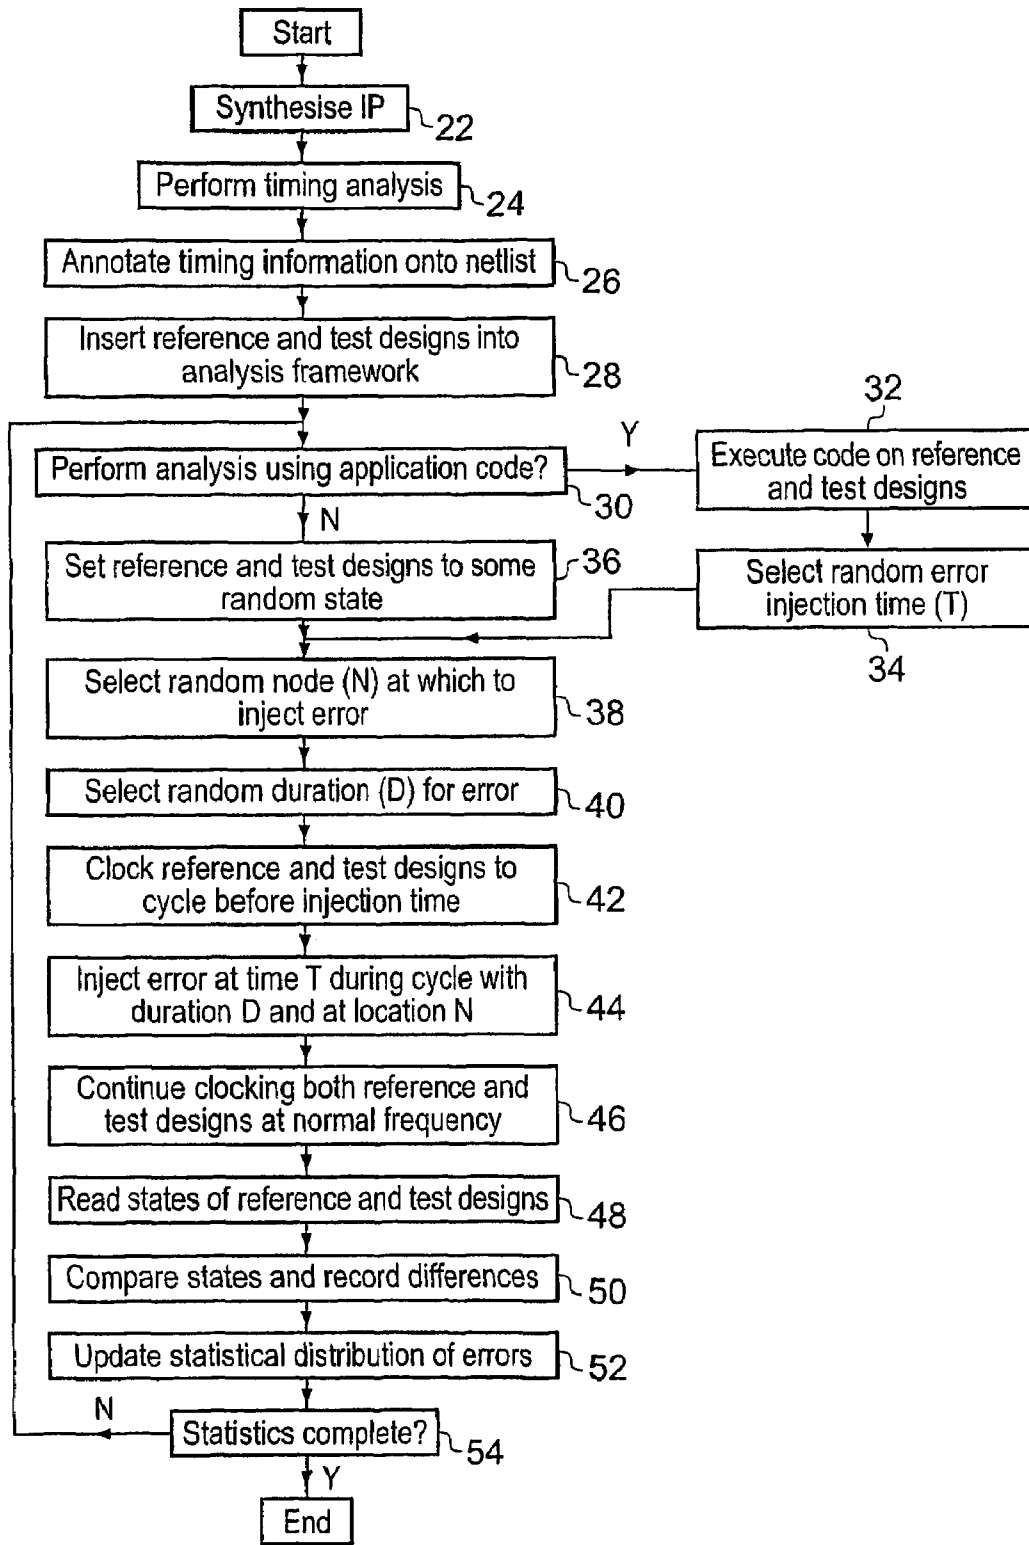 Start
Synthesise IP
22
Perform timing analysis
24
Annotate timing information onto netlist
26
Insert reference and test designs into
analysis framework
28
Perform analysis using application code?
30
Y
N
32
Execute code on reference
and test designs
Select random error
injection time (T)
34
Set reference and test designs to some
random state
36
Select random node (N) at which to
inject error
38
Select random duration (D) for error
40
Clock reference and test designs to
cycle before injection time
42
Inject error at time T during cycle with
duration D and at location N
44
Continue clocking both reference and
test designs at normal frequency
46
Read states of reference and test designs
48
Compare states and record differences
50
Update statistical distribution of errors
52
N
Statistics complete?
54
Y
End